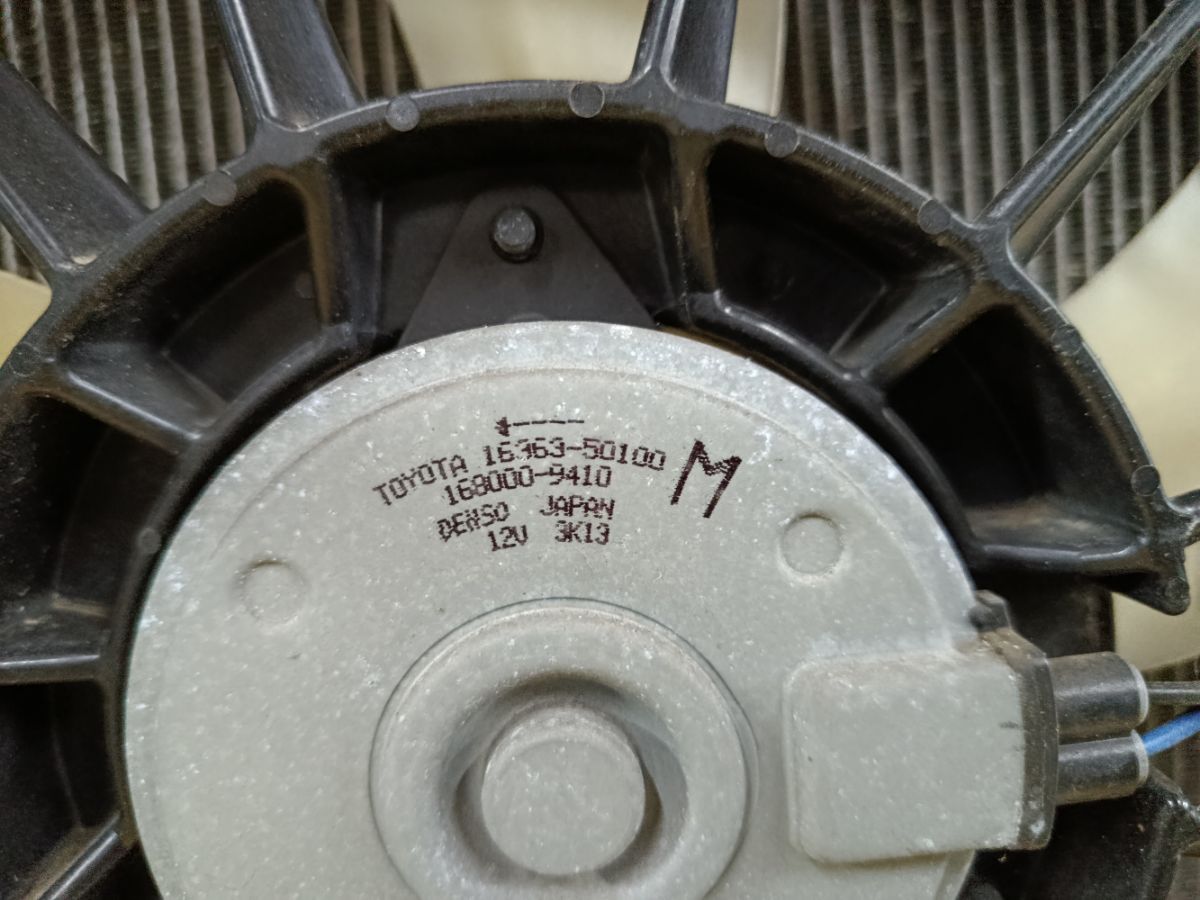 TOYOTA 16363-50100
168000-9410
DENSO JAPAN
12V 3K13
M